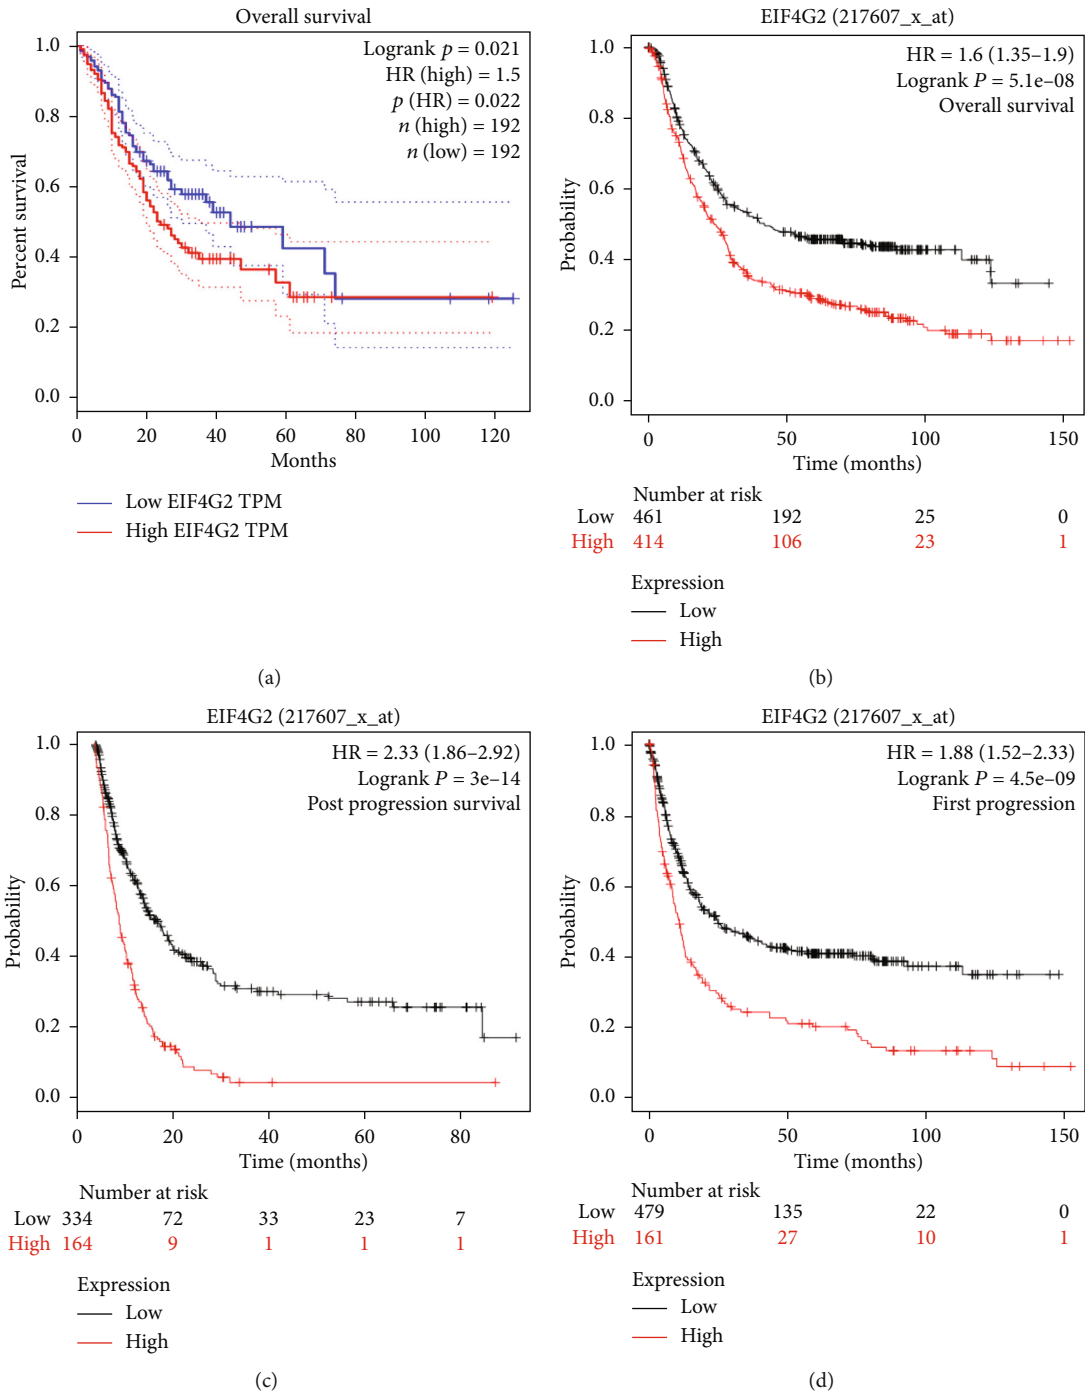 Overall survival
Logrank p = 0.021
HR (high) = 1.5
p (HR) = 0.022
n (high) = 192
n (low) = 192
1.0
0.8
0.6
0.4
0.2
0.0
Percent survival
0 20 40 60 80 100 120
Months
Low EIF4G2 TPM
High EIF4G2 TPM
(a)
EIF4G2 (217607_x_at)
HR = 1.6 (1.35–1.9)
Logrank P = 5.1e–08
Overall survival
1.0
0.8
0.6
0.4
0.2
0.0
Probability
0 50 100 150
Time (months)
Number at risk
Low 461 192 25 0
High 414 106 23 1
Expression
Low
High
(b)
EIF4G2 (217607_x_at)
HR = 2.33 (1.86–2.92)
Logrank P = 3e–14
Post progression survival
1.0
0.8
0.6
0.4
0.2
0.0
Probability
0 20 40 60 80
Time (months)
Number at risk
Low 334 72 33 23 7
High 164 9 1 1 1
Expression
Low
High
(c)
EIF4G2 (217607_x_at)
HR = 1.88 (1.52–2.33)
Logrank P = 4.5e–09
First progression
1.0
0.8
0.6
0.4
0.2
0.0
Probability
0 50 100 150
Time (months)
Number at risk
Low 479 135 22 0
High 161 27 10 1
Expression
Low
High
(d)